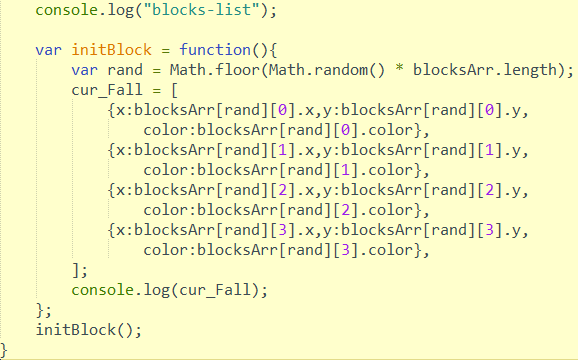 console.log("blocks-list");
var initBlock = function(){
var rand = Math.floor(Math.random() * blocksArr.length);
cur_Fall = [
{x:blocksArr[rand][0].x,y:blocksArr[rand][0].y,
color:blocksArr[rand][0].color},
{x:blocksArr[rand][1].x,y:blocksArr[rand][1].y,
color:blocksArr[rand][1].color},
{x:blocksArr[rand][2].x,y:blocksArr[rand][2].y,
color:blocksArr[rand][2].color},
{x:blocksArr[rand][3].x,y:blocksArr[rand][3].y,
color:blocksArr[rand][3].color},
];
console.log(cur_Fall);
};
initBlock();
}